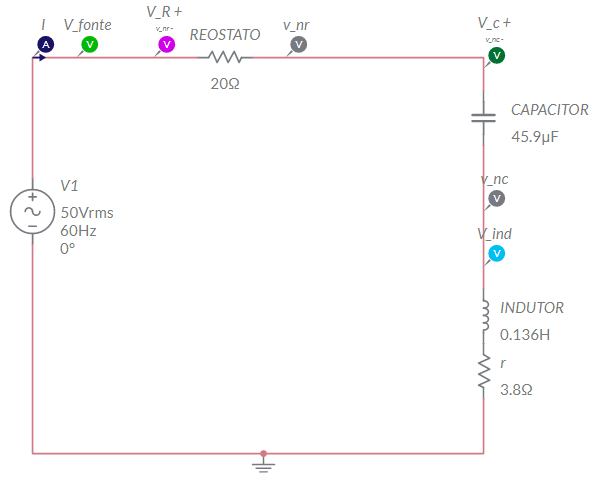 I
V_fonte
V_R +
v_nr -
REOSTATO
v_nr
V_c +
v_nc -
A
V
V
V
V
20Ω
CAPACITOR
45.9µF
V1
50Vrms
60Hz
0°
v_nc
V
V_ind
V
INDUTOR
0.136H
r
3.8Ω